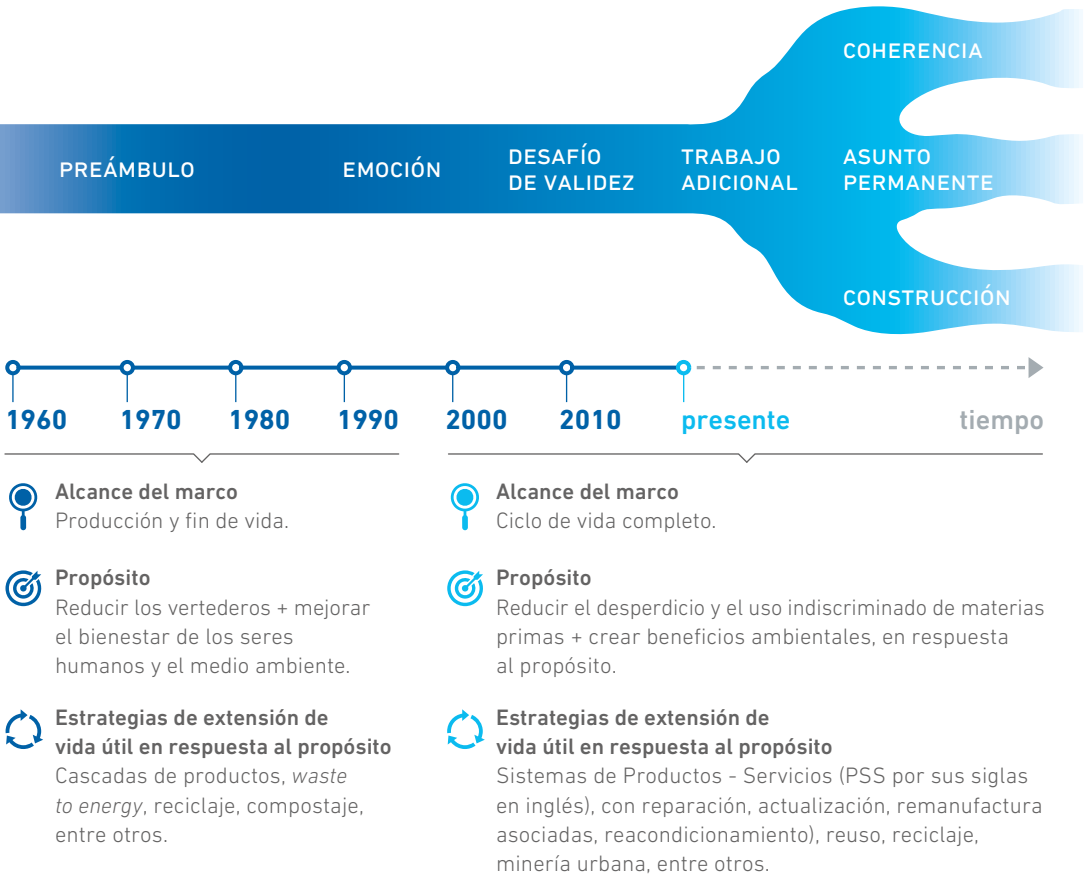 COHERENCIA
PREÁMBULO
EMOCIÓN
DESAFÍO
DE VALIDEZ
TRABAJO
ADICIONAL
ASUNTO
PERMANENTE
CONSTRUCCIÓN
1960 1970 1980 1990 2000 2010 presente tiempo
Alcance del marco
Producción y fin de vida.
Propósito
Reducir los vertederos + mejorar
el bienestar de los seres
humanos y el medio ambiente.
Estrategias de extensión de
vida útil en respuesta al propósito
Cascadas de productos, waste
to energy, reciclaje, compostaje,
entre otros.
Alcance del marco
Ciclo de vida completo.
Propósito
Reducir el desperdicio y el uso indiscriminado de materias
primas + crear beneficios ambientales, en respuesta
al propósito.
Estrategias de extensión de
vida útil en respuesta al propósito
Sistemas de Productos - Servicios (PSS por sus siglas
en inglés), con reparación, actualización, remanufactura
asociadas, reacondicionamiento), reuso, reciclaje,
minería urbana, entre otros.